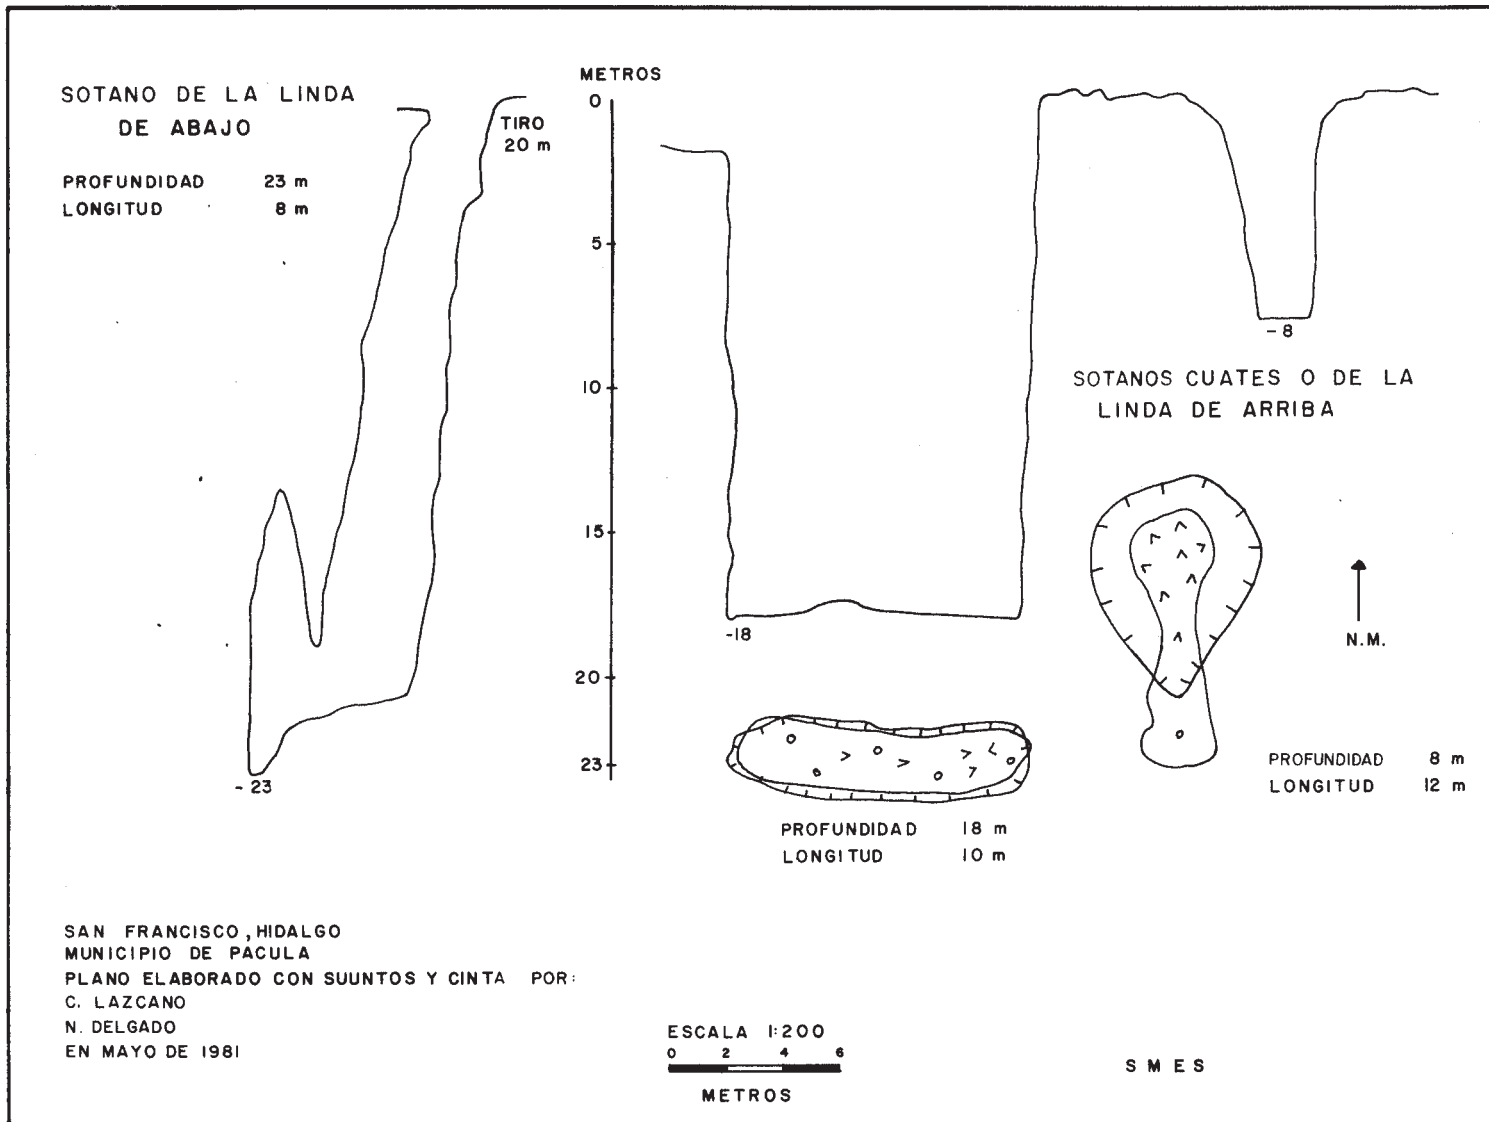 SOTANO DE LA LINDA
DE ABAJO
PROFUNDIDAD 23 m
LONGITUD 8 m
TIRO
20 m
-23
METROS
0
5
10
15
20
23
-18
PROFUNDIDAD 18 m
LONGITUD 10 m
-8
SOTANOS CUATES O DE LA
LINDA DE ARRIBA
N.M.
PROFUNDIDAD 8 m
LONGITUD 12 m
SAN FRANCISCO, HIDALGO
MUNICIPIO DE PACULA
PLANO ELABORADO CON SUUNTOS Y CINTA POR:
C. LAZCANO
N. DELGADO
EN MAYO DE 1981
ESCALA 1:200
0 2 4 6
METROS
S M E S